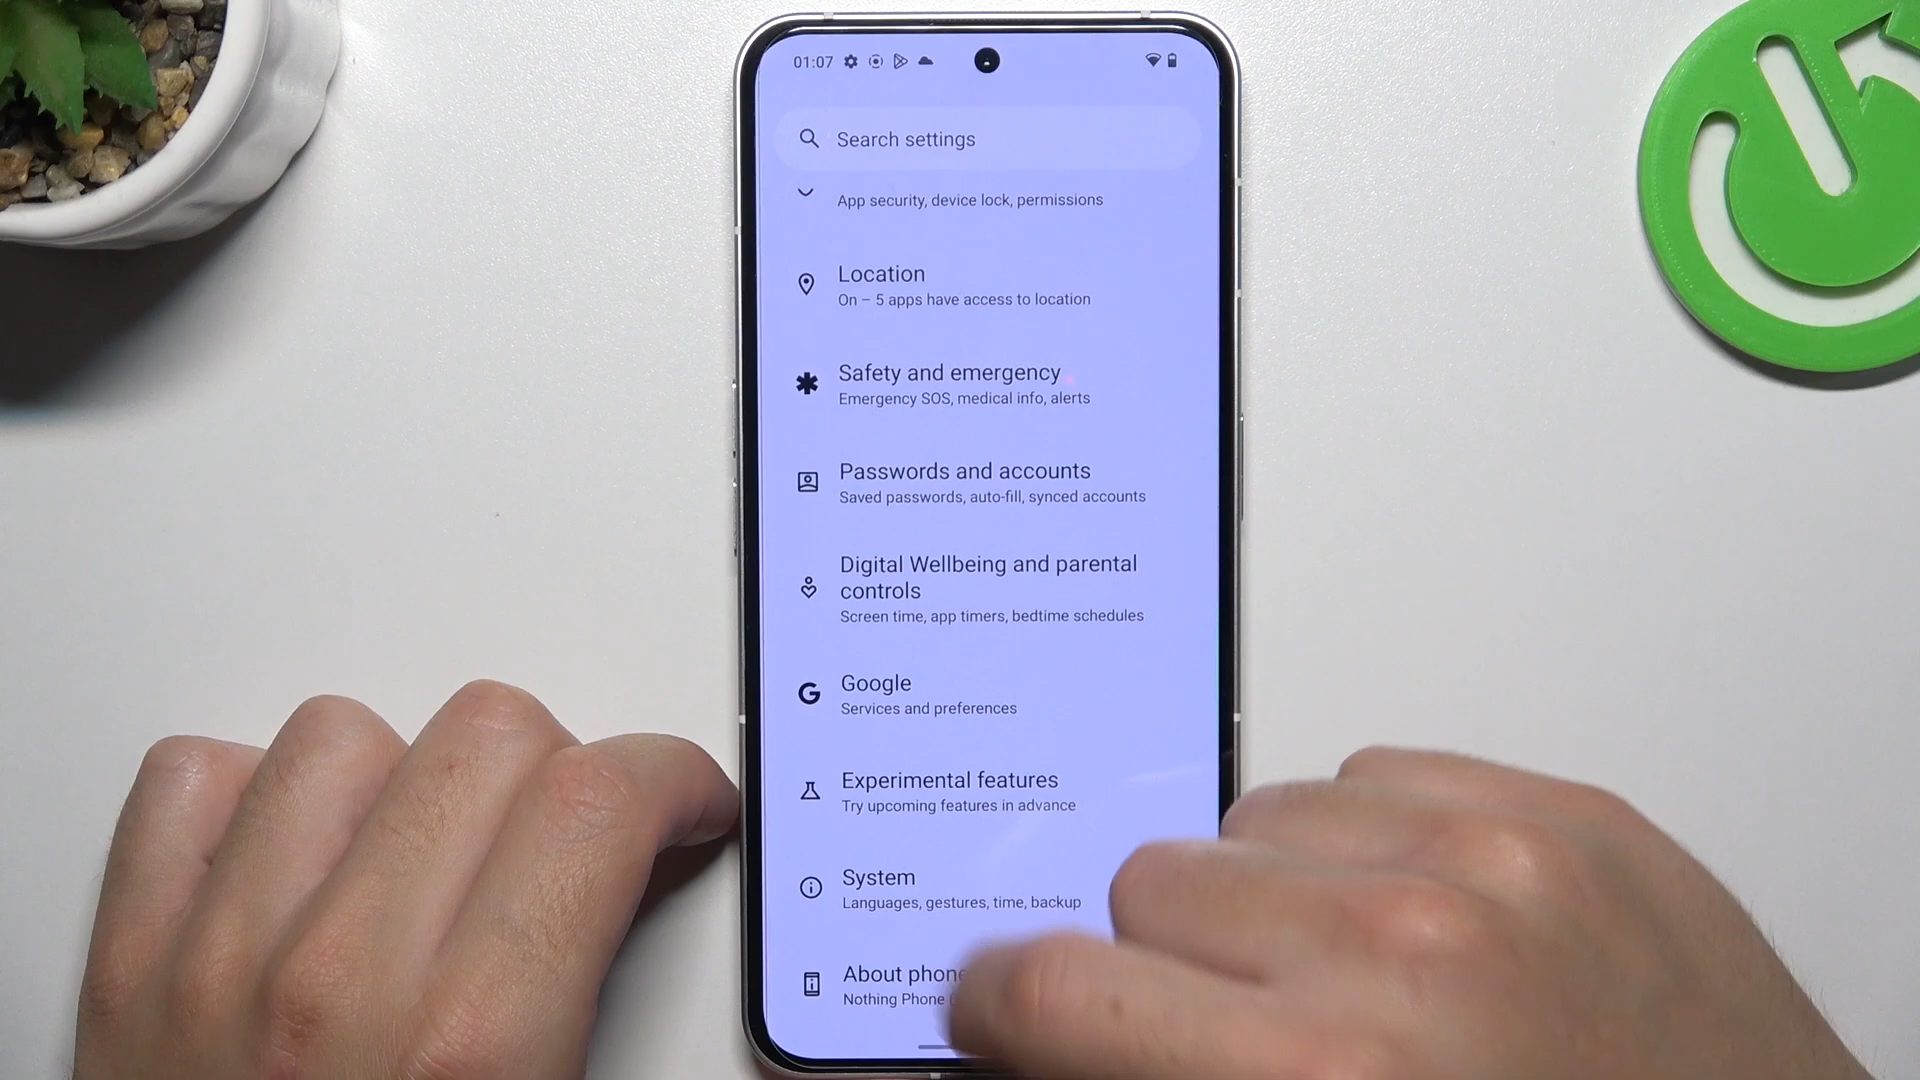 01:07
Search settings
App security, device lock, permissions
Location
On – 5 apps have access to location
Safety and emergency
Emergency SOS, medical info, alerts
Passwords and accounts
Saved passwords, auto-fill, synced accounts
Digital Wellbeing and parental
controls
Screen time, app timers, bedtime schedules
Google
Services and preferences
Experimental features
Try upcoming features in advance
System
Languages, gestures, time, backup
About phone
Nothing Phone